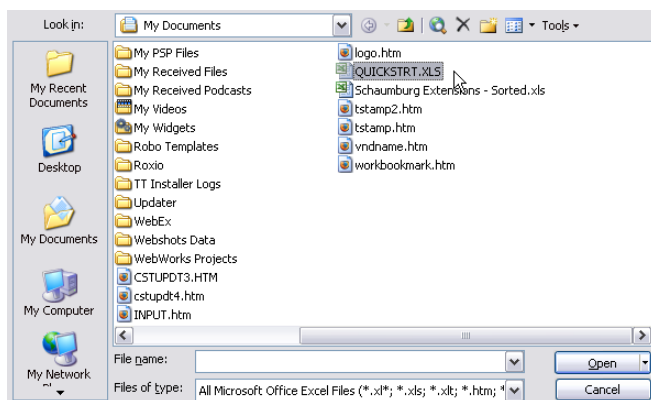 Look in:
My Documents
Tools
My Recent
Documents
Desktop
My Documents
My Computer
My Network
My PSP Files
My Received Files
My Received Podcasts
My Videos
My Widgets
Robo Templates
Roxio
TT Installer Logs
Updater
WebEx
Webshots Data
WebWorks Projects
CSTUPDT3.HTM
cstupdt4.htm
INPUT.htm
logo.htm
QUICKSTRT.XLS
Schaumburg Extensions - Sorted.xls
tstamp2.htm
tstamp.htm
vndname.htm
workbookmark.htm
File name:
Open
Files of type:
All Microsoft Office Excel Files (*.xl*; *.xls; *.xlt; *.htm; *
Cancel